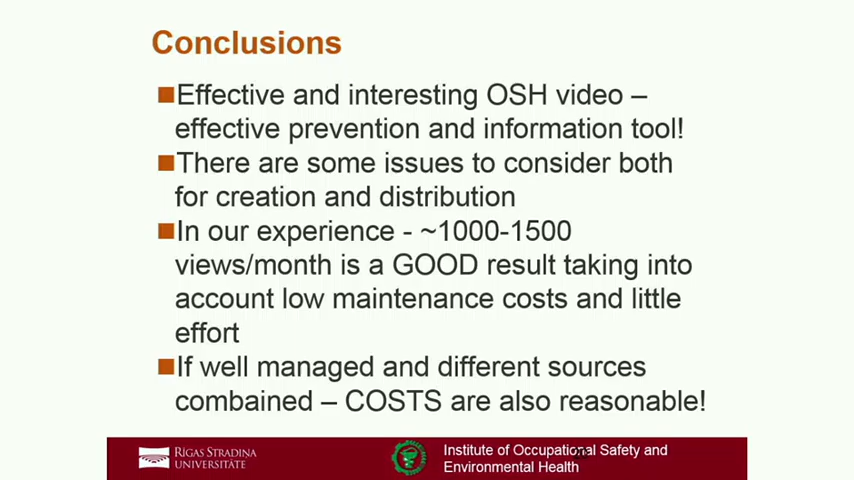 Conclusions
■Effective and interesting OSH video –
effective prevention and information tool!
■There are some issues to consider both
for creation and distribution
■In our experience - ~1000-1500
views/month is a GOOD result taking into
account low maintenance costs and little
effort
■If well managed and different sources
combained – COSTS are also reasonable!
RĪGAS STRADIŅA
UNIVERSITĀTE
Institute of Occupational Safety and
Environmental Health